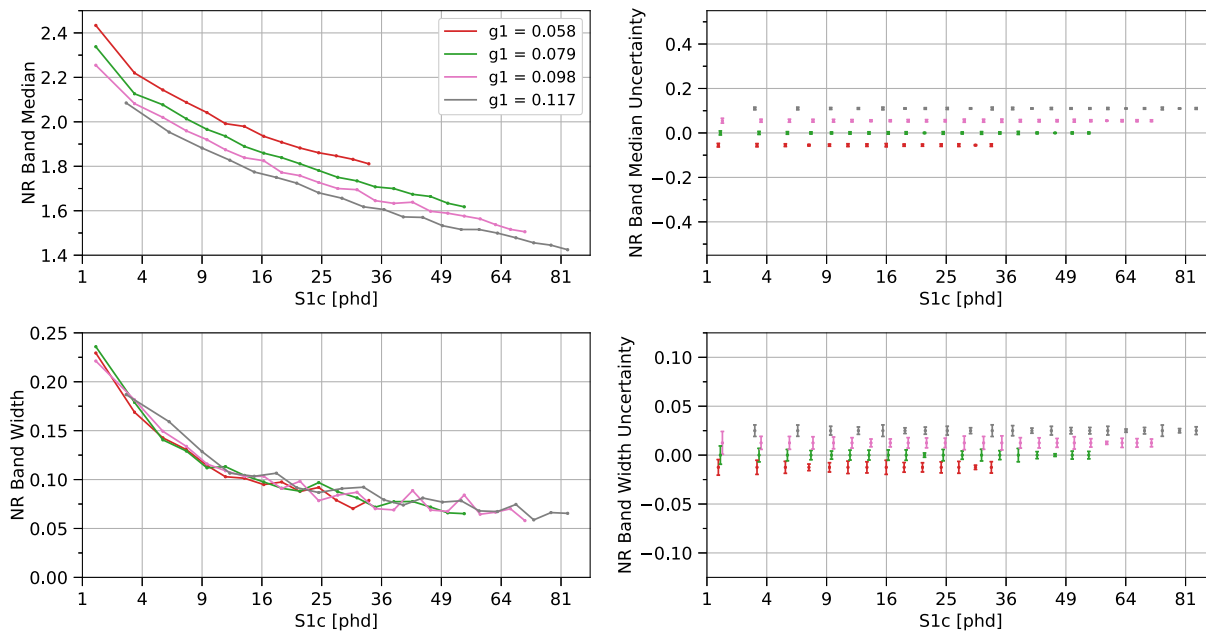 NR Band Median
2.4
2.2
2.0
1.8
1.6
1.4
g1 = 0.058
g1 = 0.079
g1 = 0.098
g1 = 0.117
1 4 9 16 25 36 49 64 81
S1c [phd]
NR Band Median Uncertainty
0.4
0.2
0.0
−0.2
−0.4
1 4 9 16 25 36 49 64 81
S1c [phd]
NR Band Width
0.25
0.20
0.15
0.10
0.05
0.00
1 4 9 16 25 36 49 64 81
S1c [phd]
NR Band Width Uncertainty
0.10
0.05
0.00
−0.05
−0.10
1 4 9 16 25 36 49 64 81
S1c [phd]